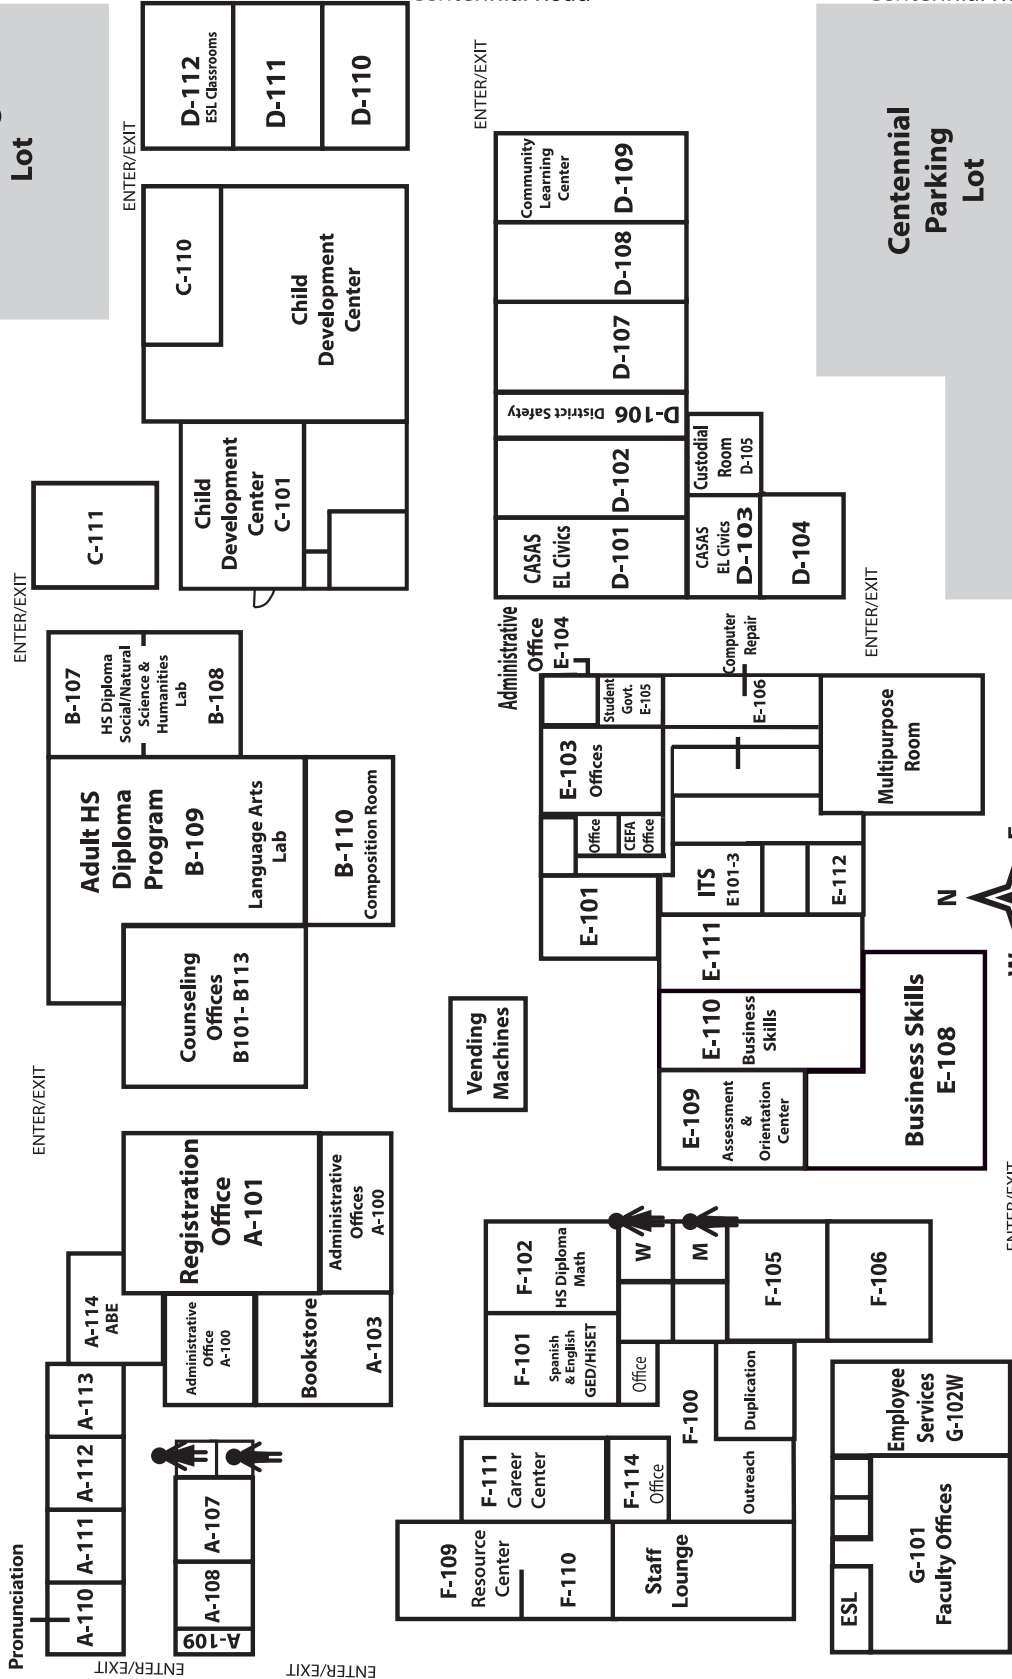 Lot
ENTER/EXIT
D-112
ESL Classrooms
D-111
D-110
ENTER/EXIT
Community
Learning
Center
D-109
D-108
D-107
District Safety
D-106
D-102
CASAS
EL Civics
D-101
Custodial
Room
D-105
CASAS
EL Civics
D-103
D-104
Centennial
Parking
Lot
ENTER/EXIT
C-110
Child
Development
Center
Child
Development
Center
C-101
C-111
ENTER/EXIT
B-107
HS Diploma
Social/Natural
Science &
Humanities
Lab
B-108
Adult HS
Diploma
Program
B-109
Language Arts
Lab
B-110
Composition Room
Counseling
Offices
B101- B113
ENTER/EXIT
Administrative
Office
E-104
Student
Govt.
E-105
Computer
Repair
E-106
E-103
Offices
Office
CEFA
Office
Multipurpose
Room
E-101
ITS
E101-3
E-112
E-111
E-110
Business
Skills
E-109
Assessment
&
Orientation
Center
Business Skills
E-108
N
Vending
Machines
Registration
Office
A-101
Administrative
Offices
A-100
A-114
ABE
Administrative
Office
A-100
Bookstore
A-103
A-113
A-112
A-111
A-110
Pronunciation
A-107
A-108
A-109
ENTER/EXIT
ENTER/EXIT
F-102
HS Diploma
Math
W
M
F-105
F-106
F-101
Spanish
& English
GED/HiSET
Office
F-100
Duplication
F-111
Career
Center
F-114
Office
Outreach
F-109
Resource
Center
F-110
Staff
Lounge
Employee
Services
G-102W
G-101
Faculty Offices
ESL